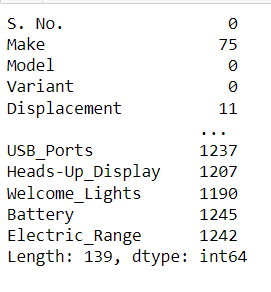 S. No. 0
Make 75
Model 0
Variant 0
Displacement 11
...
USB_Ports 1237
Heads-Up_Display 1207
Welcome_Lights 1190
Battery 1245
Electric_Range 1242
Length: 139, dtype: int64